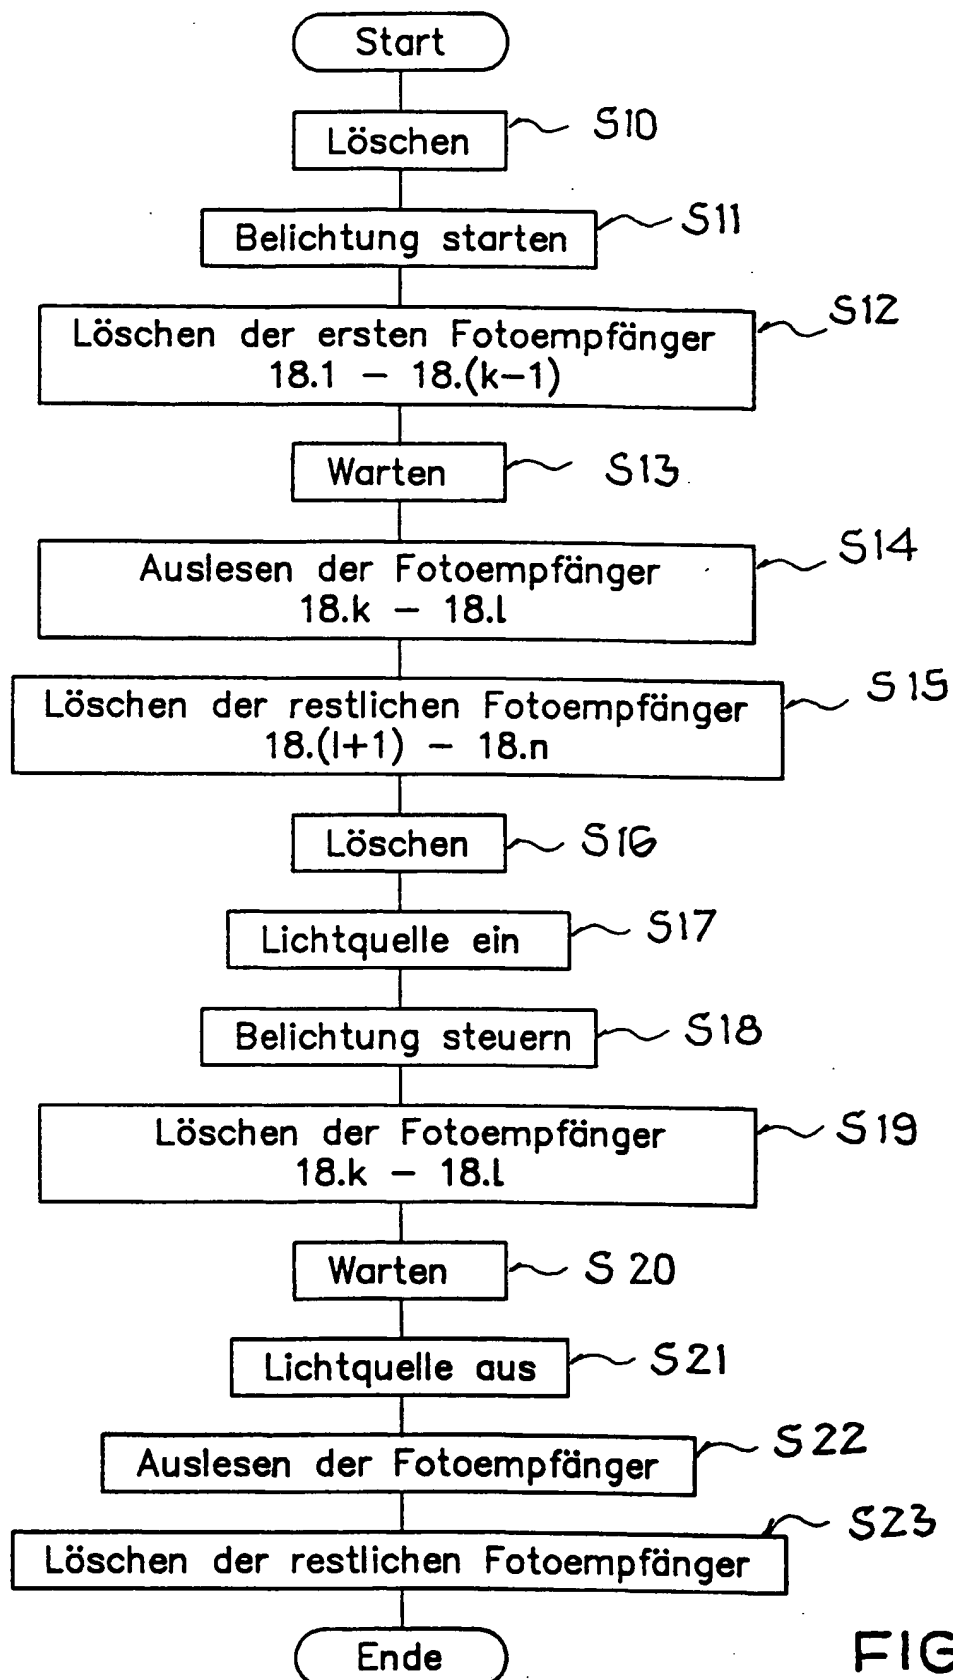 Start
Löschen
S10
Belichtung starten
S11
Löschen der ersten Fotoempfänger
18.1 – 18.(k–1)
S12
Warten
S13
Auslesen der Fotoempfänger
18.k – 18.l
S14
Löschen der restlichen Fotoempfänger
18.(l+1) – 18.n
S15
Löschen
S16
Lichtquelle ein
S17
Belichtung steuern
S18
Löschen der Fotoempfänger
18.k – 18.l
S19
Warten
S20
Lichtquelle aus
S21
Auslesen der Fotoempfänger
S22
Löschen der restlichen Fotoempfänger
S23
Ende
FIG